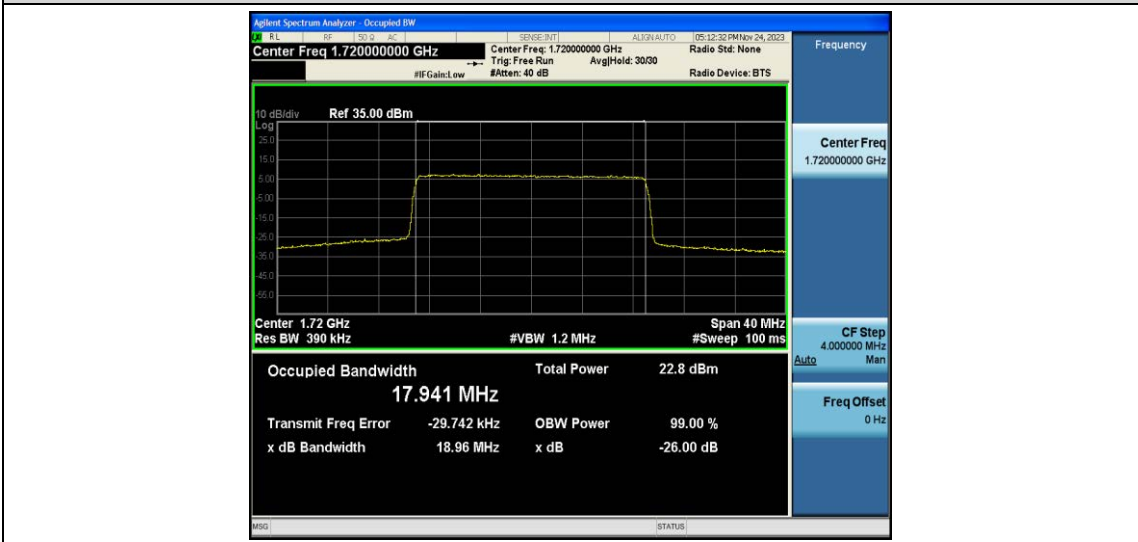 Agilent Spectrum Analyzer - Occupied BW
LXI RL RF 50 Ω AC SENSE:INT ALIGN AUTO 05:12:32 PM Nov 24, 2023
Center Freq 1.720000000 GHz Center Freq: 1.720000000 GHz Radio Std: None Frequency
Trig: Free Run Avg|Hold: 30/30
#IFGain:Low #Atten: 40 dB Radio Device: BTS
10 dB/div Ref 35.00 dBm
Log
25.0
15.0
5.00
-5.00
-15.0
-25.0
-35.0
-45.0
-55.0
Center Freq
1.720000000 GHz
Center 1.72 GHz Span 40 MHz
Res BW 390 kHz #VBW 1.2 MHz #Sweep 100 ms
CF Step
4.000000 MHz
Auto Man
Occupied Bandwidth Total Power 22.8 dBm
17.941 MHz
Transmit Freq Error -29.742 kHz OBW Power 99.00 %
x dB Bandwidth 18.96 MHz x dB -26.00 dB
Freq Offset
0 Hz
MSG STATUS